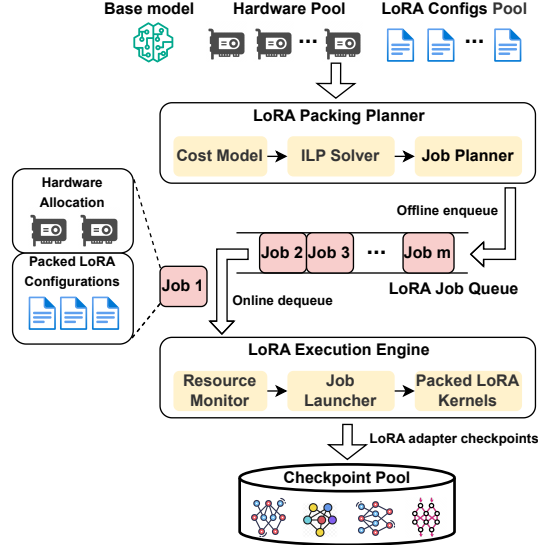 Base model
Hardware Pool
LoRA Configs Pool
...
...
LoRA Packing Planner
Cost Model
ILP Solver
Job Planner
Hardware
Allocation
Packed LoRA
Configurations
Offline enqueue
Job 1
Job 2
Job 3
...
Job m
LoRA Job Queue
Online dequeue
LoRA Execution Engine
Resource
Monitor
Job
Launcher
Packed LoRA
Kernels
LoRA adapter checkpoints
Checkpoint Pool